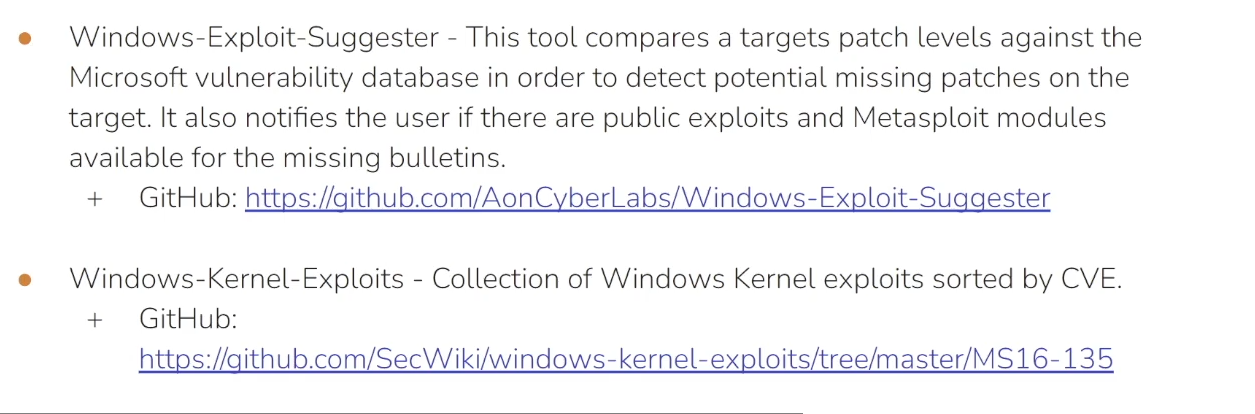 ● Windows-Exploit-Suggester - This tool compares a targets patch levels against the
Microsoft vulnerability database in order to detect potential missing patches on the
target. It also notifies the user if there are public exploits and Metasploit modules
available for the missing bulletins.
+ GitHub: https://github.com/AonCyberLabs/Windows-Exploit-Suggester
● Windows-Kernel-Exploits - Collection of Windows Kernel exploits sorted by CVE.
+ GitHub:
https://github.com/SecWiki/windows-kernel-exploits/tree/master/MS16-135